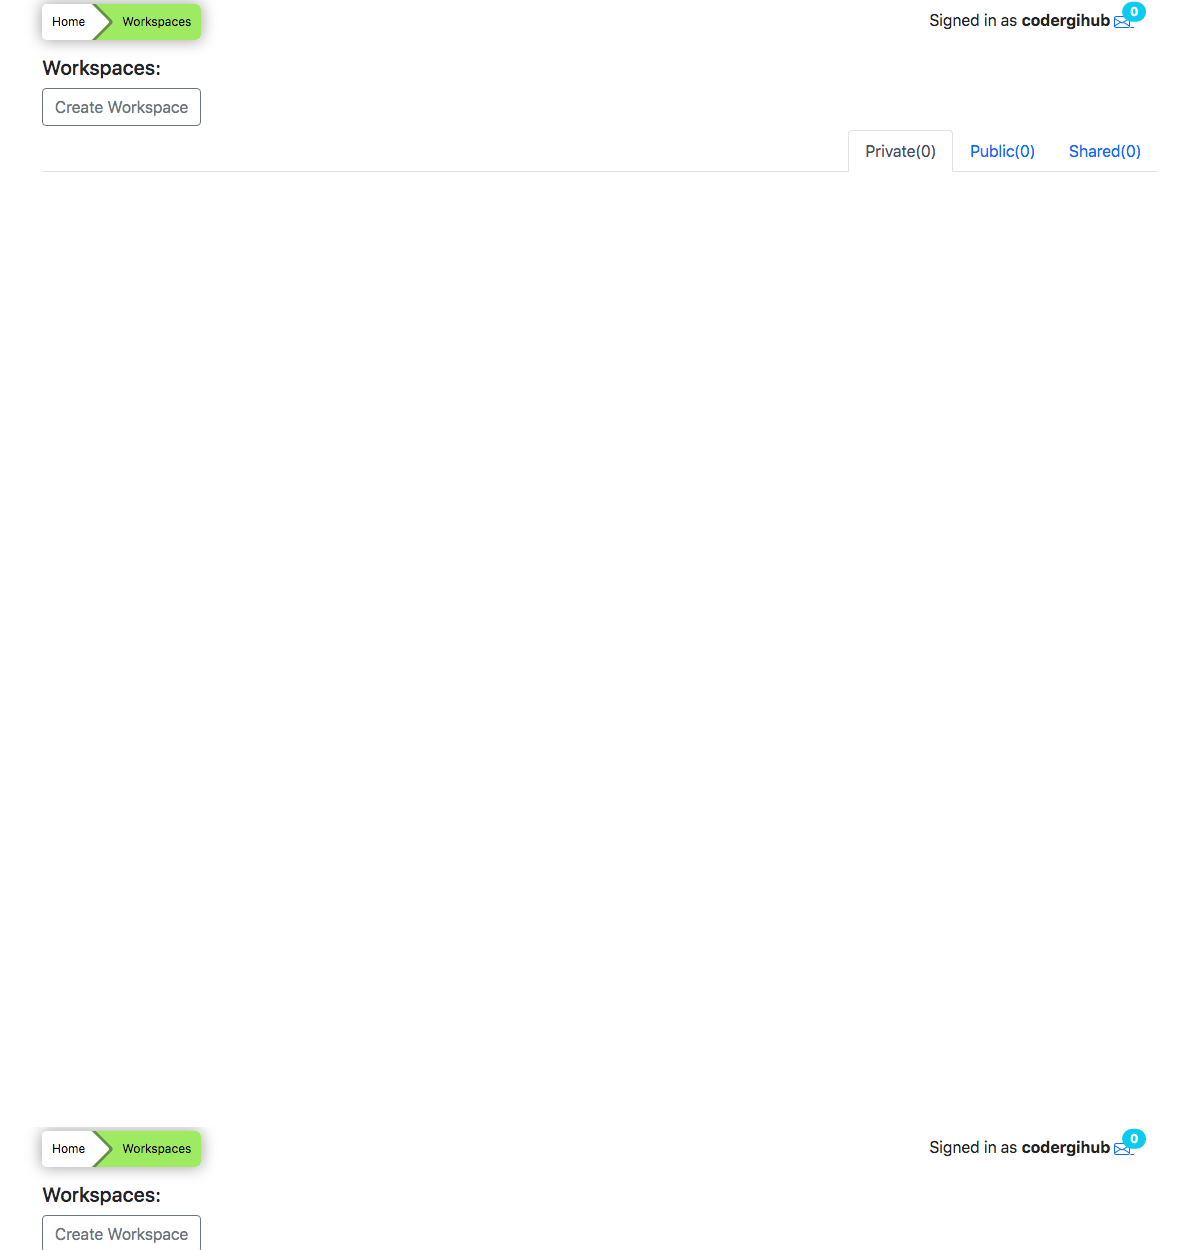 Home Workspaces Signed in as codergihub 0
Workspaces:
Create Workspace
Private(0) Public(0) Shared(0)
Home Workspaces Signed in as codergihub 0
Workspaces:
Create Workspace